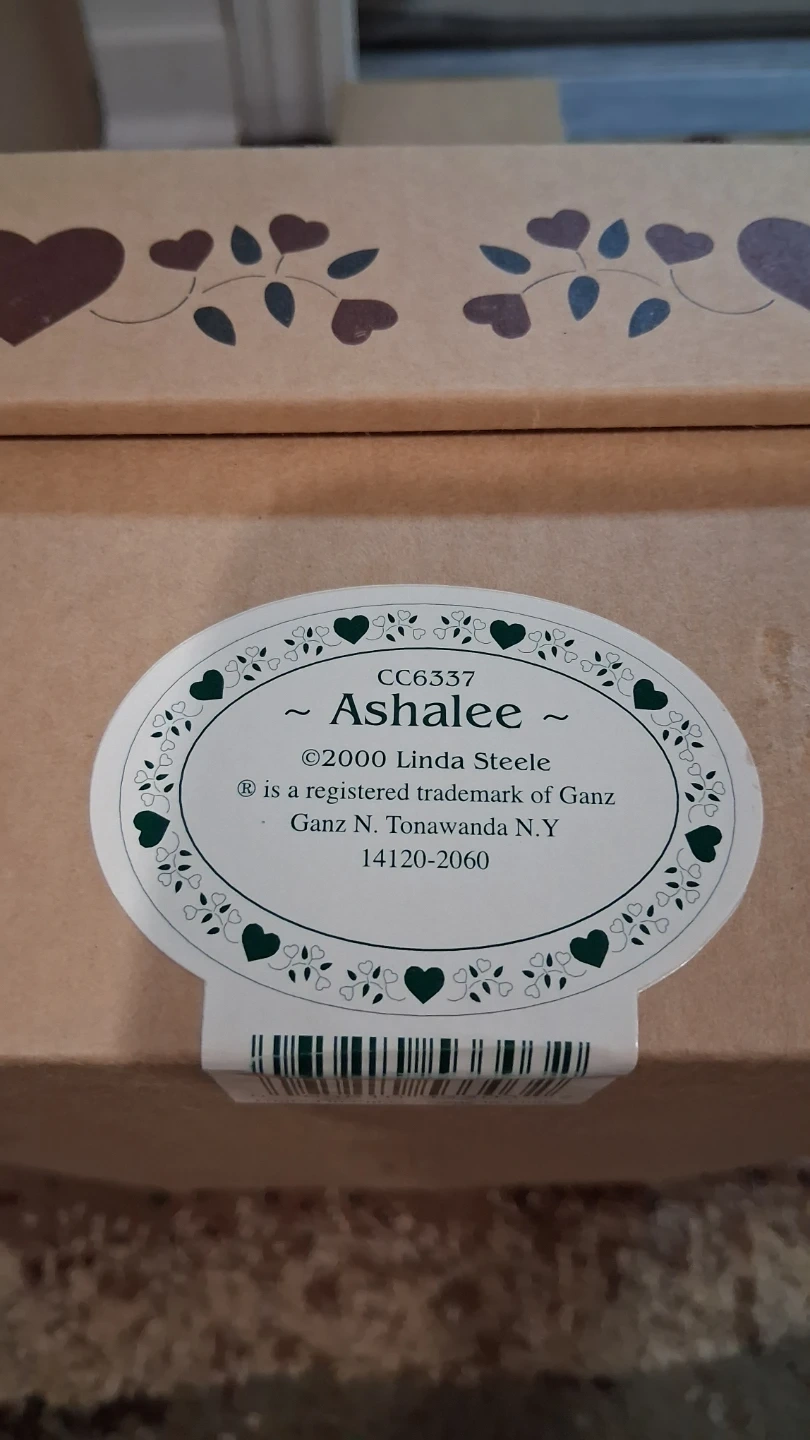 CC6337
~ Ashalee ~
©2000 Linda Steele
® is a registered trademark of Ganz
Ganz N. Tonawanda N.Y
14120-2060